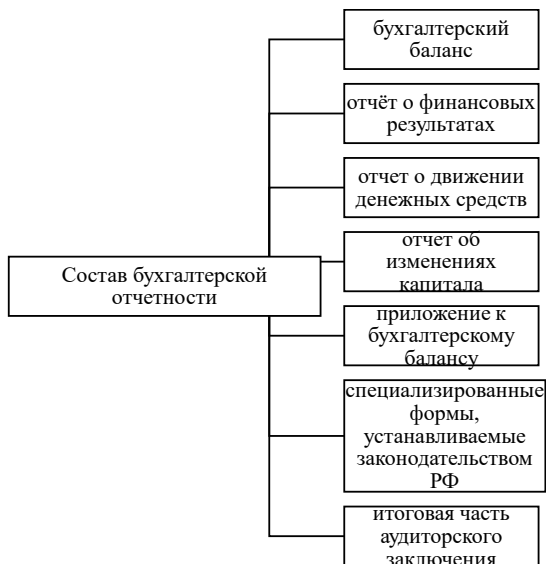 бухгалтерский
баланс
отчёт о финансовых
результатах
отчет о движении
денежных средств
отчет об
изменениях
капитала
Состав бухгалтерской
отчетности
приложение к
бухгалтерскому
балансу
специализированные
формы,
устанавливаемые
законодательством
РФ
итоговая часть
аудиторского
заключения